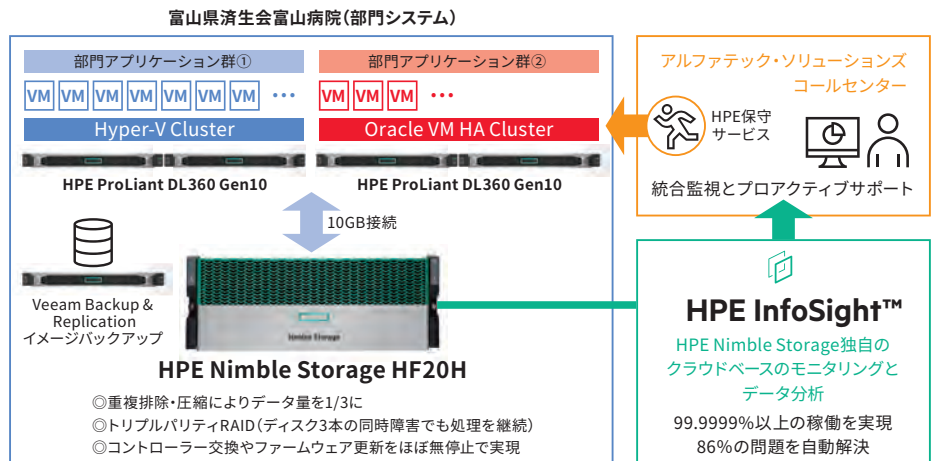 富山県済生会富山病院（部門システム）
部門アプリケーション群①
VM VM VM VM VM VM VM …
Hyper-V Cluster
HPE ProLiant DL360 Gen10
部門アプリケーション群②
VM VM VM …
Oracle VM HA Cluster
HPE ProLiant DL360 Gen10
10GB接続
Veeam Backup &
Replication
イメージバックアップ
Nimble Storage
HPE Nimble Storage HF20H
◎重複排除・圧縮によりデータ量を1/3に
◎トリプルパリティRAID（ディスク3本の同時障害でも処理を継続）
◎コントローラー交換やファームウェア更新をほぼ無停止で実現
アルファテック・ソリューションズ
コールセンター
HPE保守
サービス
統合監視とプロアクティブサポート
HPE InfoSight™
HPE Nimble Storage独自の
クラウドベースのモニタリングと
データ分析
99.9999%以上の稼働を実現
86%の問題を自動解決